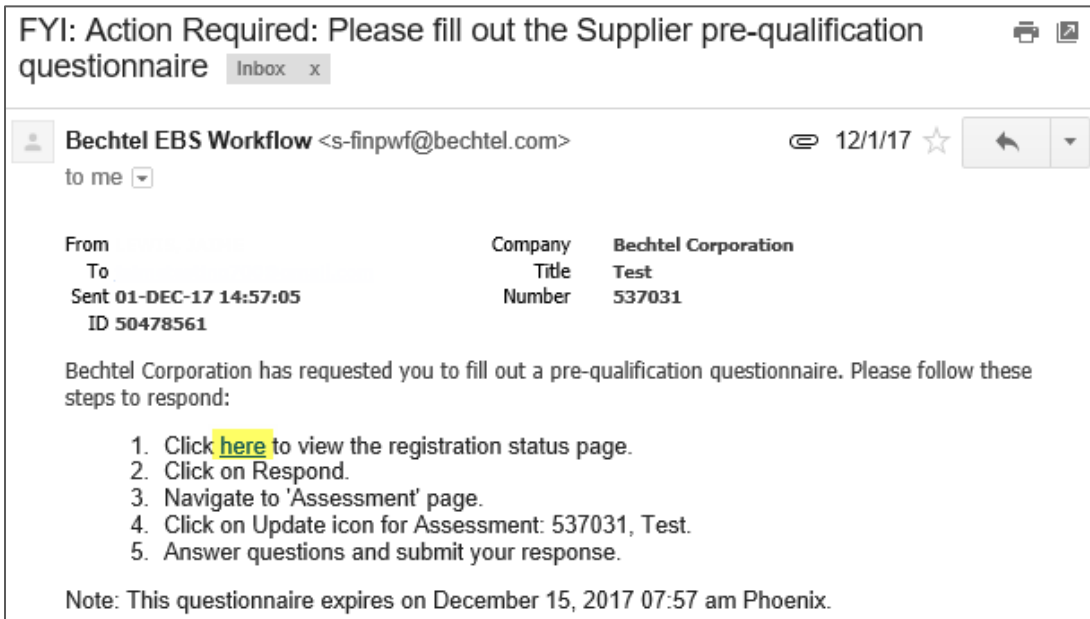 FYI: Action Required: Please fill out the Supplier pre-qualification
questionnaire Inbox x
Bechtel EBS Workflow <s-finpwf@bechtel.com> 12/1/17
to me
From Company Bechtel Corporation
To Title Test
Sent 01-DEC-17 14:57:05 Number 537031
ID 50478561
Bechtel Corporation has requested you to fill out a pre-qualification questionnaire. Please follow these
steps to respond:
1. Click here to view the registration status page.
2. Click on Respond.
3. Navigate to 'Assessment' page.
4. Click on Update icon for Assessment: 537031, Test.
5. Answer questions and submit your response.
Note: This questionnaire expires on December 15, 2017 07:57 am Phoenix.